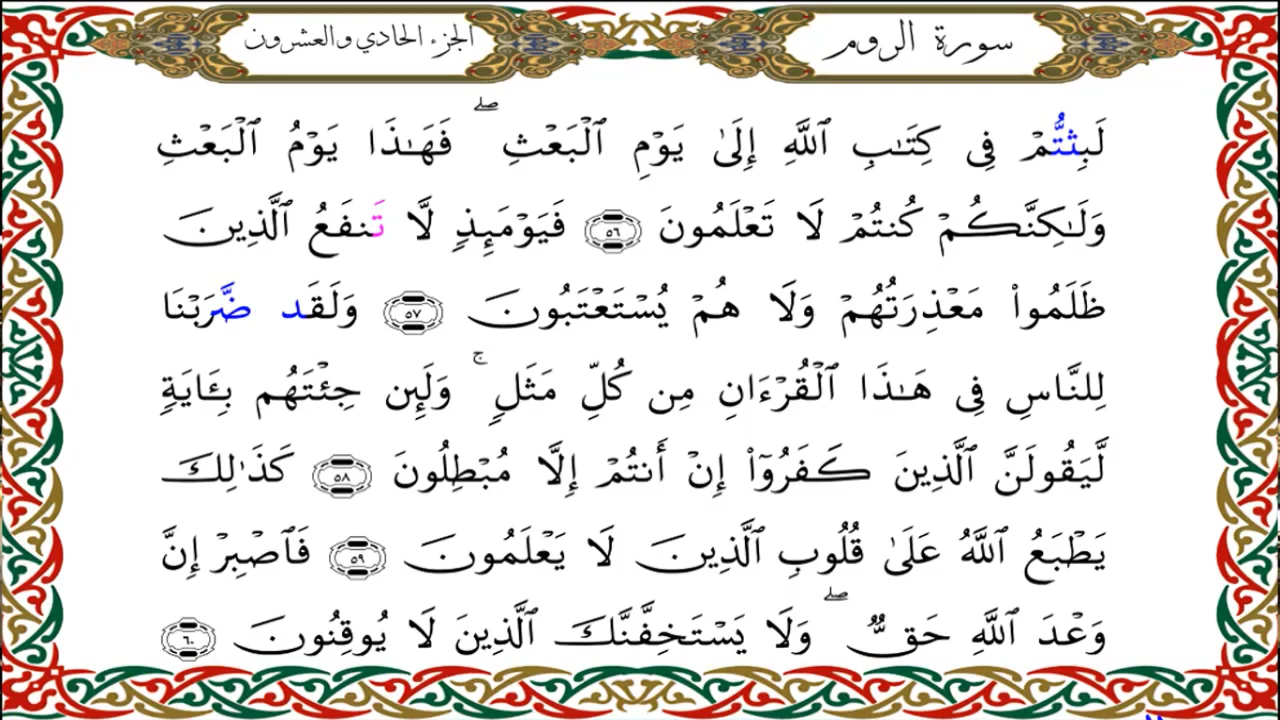 سورة الروم
الجزء الحادي والعشرون
لَبِثتُّمْ فِى كِتَـٰبِ ٱللَّهِ إِلَىٰ يَوْمِ ٱلْبَعْثِ ۖ فَهَـٰذَا يَوْمُ ٱلْبَعْثِ
وَلَـٰكِنَّكُمْ كُنتُمْ لَا تَعْلَمُونَ ٥٦ فَيَوْمَئِذٍ لَّا تَنفَعُ ٱلَّذِينَ
ظَلَمُوا۟ مَعْذِرَتُهُمْ وَلَا هُمْ يُسْتَعْتَبُونَ ٥٧ وَلَقَد ضَّرَبْنَا
لِلنَّاسِ فِى هَـٰذَا ٱلْقُرْءَانِ مِن كُلِّ مَثَلٍ ۚ وَلَئِن جِئْتَهُم بِـَٔايَةٍ
لَّيَقُولَنَّ ٱلَّذِينَ كَفَرُوٓا۟ إِنْ أَنتُمْ إِلَّا مُبْطِلُونَ ٥٨ كَذَٰلِكَ
يَطْبَعُ ٱللَّهُ عَلَىٰ قُلُوبِ ٱلَّذِينَ لَا يَعْلَمُونَ ٥٩ فَٱصْبِرْ إِنَّ
وَعْدَ ٱللَّهِ حَقٌّ ۖ وَلَا يَسْتَخِفَّنَّكَ ٱلَّذِينَ لَا يُوقِنُونَ ٦٠